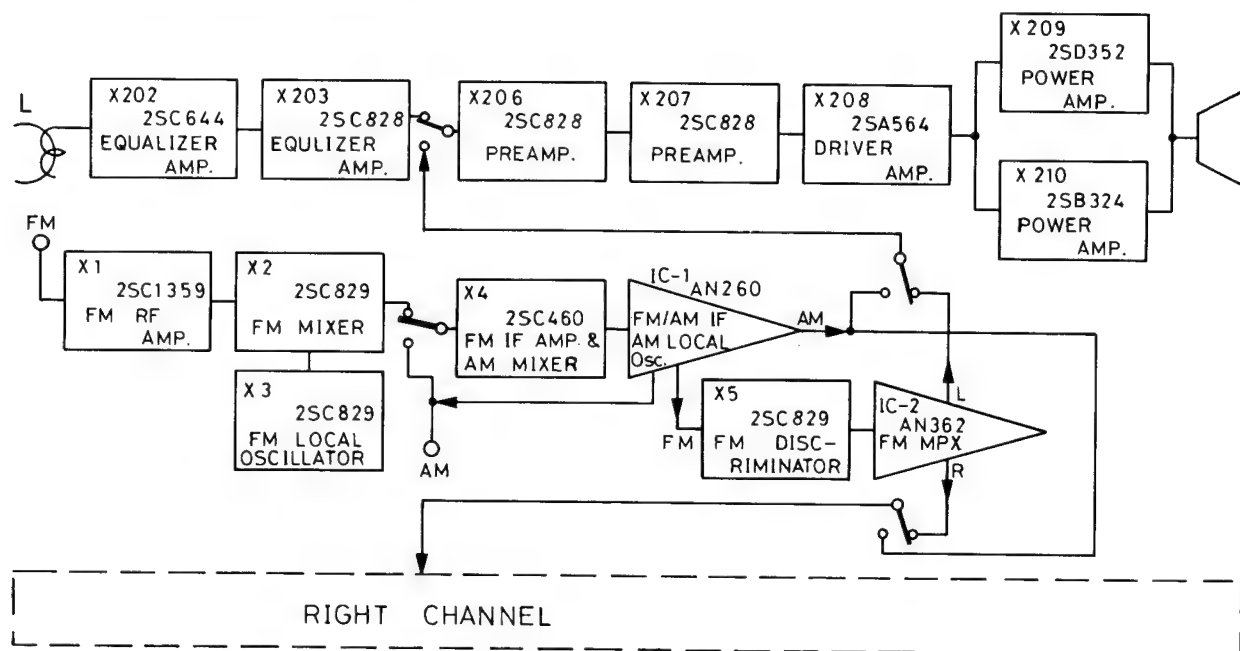 L
X202
2SC644
EQUALIZER
AMP.
X203
2SC828
EQULIZER
AMP.
X206
2SC828
PREAMP.
X207
2SC828
PREAMP.
X208
2SA564
DRIVER
AMP.
X209
2SD352
POWER
AMP.
X210
2SB324
POWER
AMP.
FM
X1
2SC1359
FM RF
AMP.
X2
2SC829
FM MIXER
X3
2SC829
FM LOCAL
OSCILLATOR
X4
2SC460
FM IF AMP. &
AM MIXER
AM
IC-1
AN260
FM/AM IF
AM LOCAL
Osc.
AM
FM
X5
2SC829
FM DISC-
RIMINATOR
IC-2
AN362
FM MPX
L
R
RIGHT CHANNEL